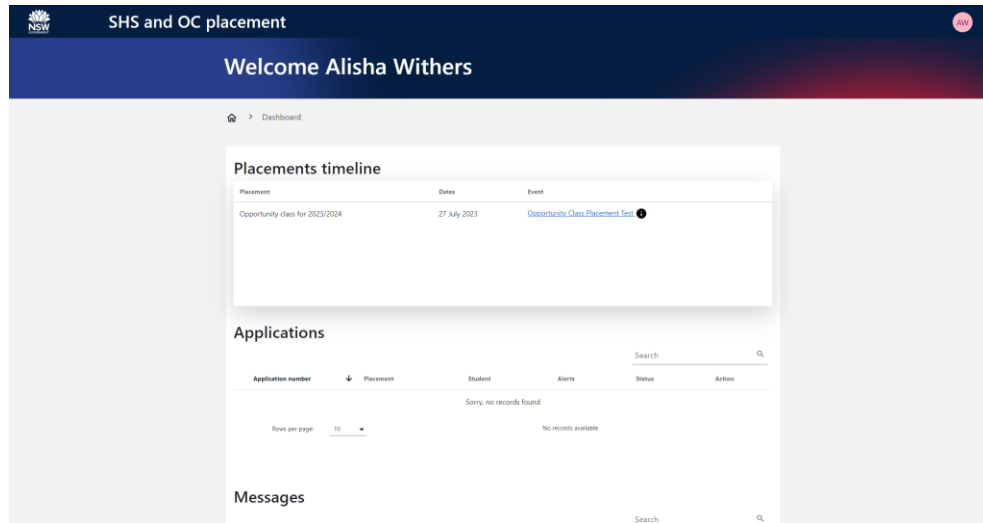 NSW
GOVERNMENT
SHS and OC placement
AW
Welcome Alisha Withers
Dashboard
Placements timeline
Placement Dates Event
Opportunity class for 2023/2024 27 July 2023 Opportunity Class Placement Test
Applications
Search
Application number Placement Student Alerts Status Action
Sorry, no records found
Rows per page: 10 No records available
Messages
Search